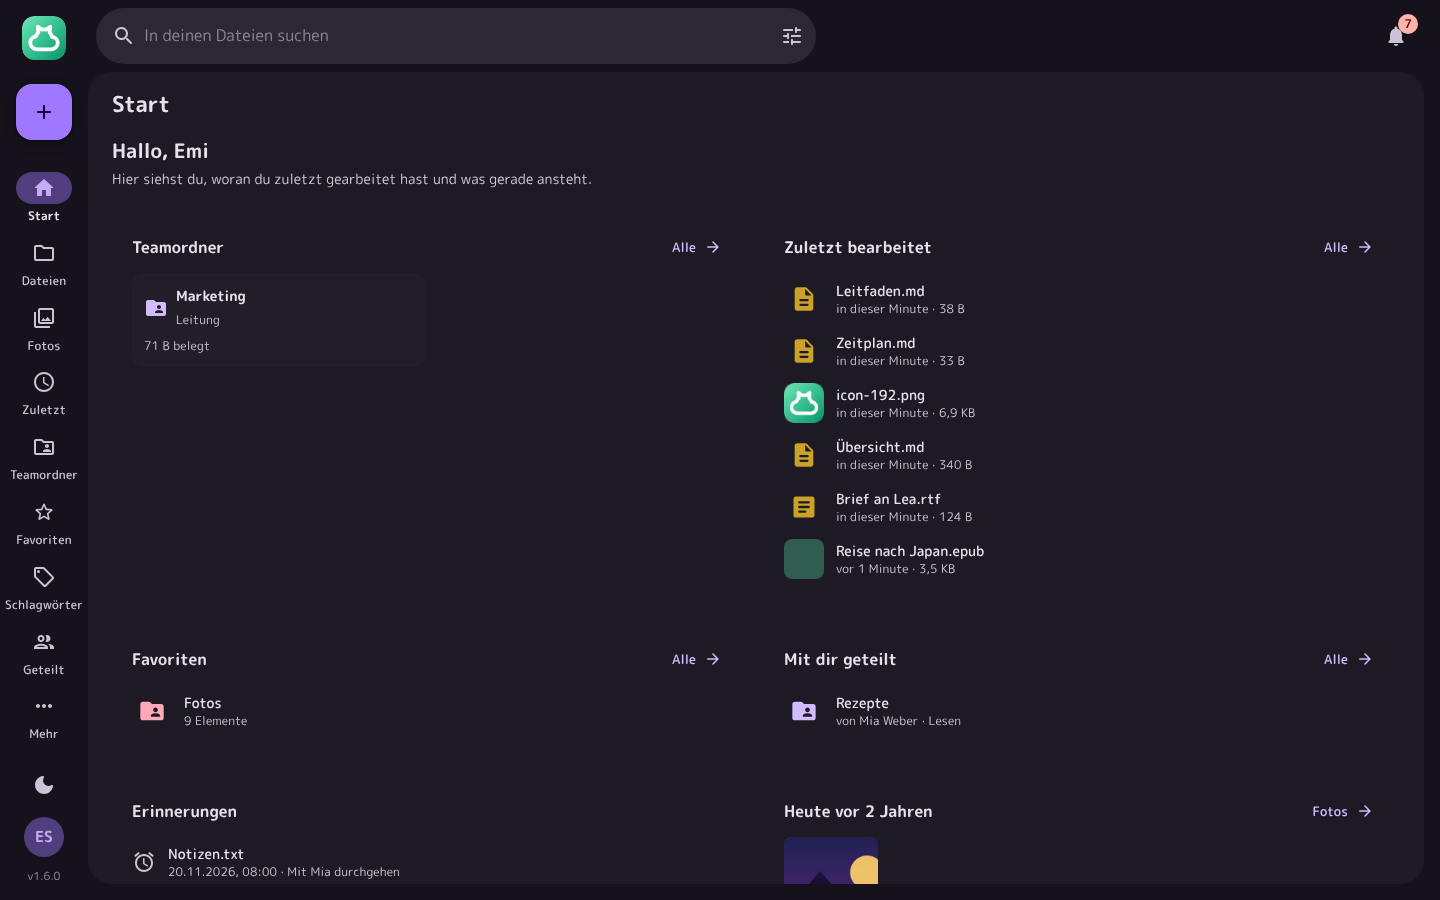 In deinen Dateien suchen
7
Start
Hallo, Emi
Hier siehst du, woran du zuletzt gearbeitet hast und was gerade ansteht.
Start
Dateien
Fotos
Zuletzt
Teamordner
Favoriten
Schlagwörter
Geteilt
Mehr
ES
v1.6.0
Teamordner
Alle
Marketing
Leitung
71 B belegt
Zuletzt bearbeitet
Alle
Leitfaden.md
in dieser Minute · 38 B
Zeitplan.md
in dieser Minute · 33 B
icon-192.png
in dieser Minute · 6,9 KB
Übersicht.md
in dieser Minute · 340 B
Brief an Lea.rtf
in dieser Minute · 124 B
Reise nach Japan.epub
vor 1 Minute · 3,5 KB
Favoriten
Alle
Fotos
9 Elemente
Mit dir geteilt
Alle
Rezepte
von Mia Weber · Lesen
Erinnerungen
Notizen.txt
20.11.2026, 08:00 · Mit Mia durchgehen
Heute vor 2 Jahren
Fotos